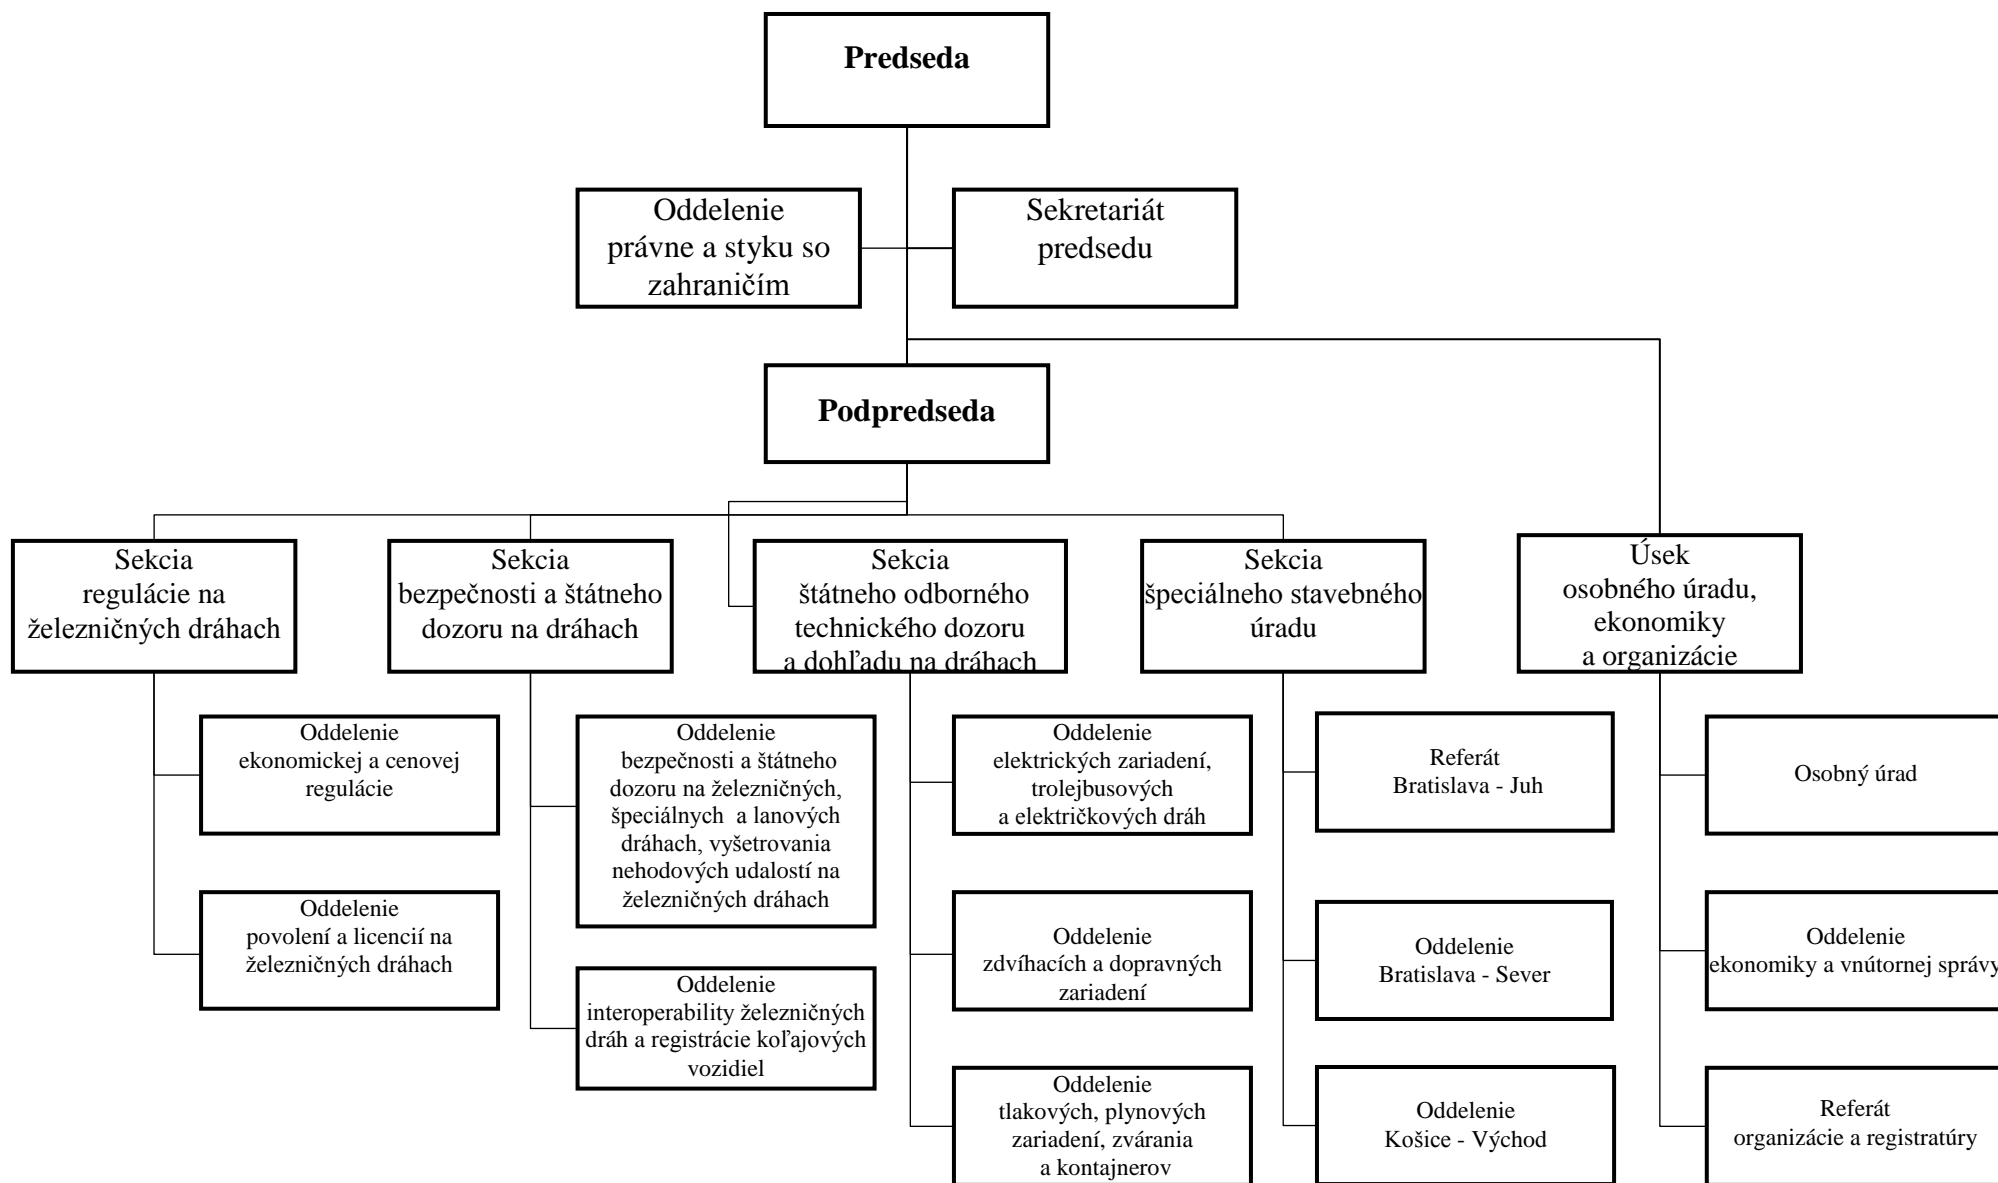 Predseda
Oddelenie
právne a styku so
zahraničím
Sekretariát
predsedu
Podpredseda
Sekcia
regulácie na
železničných dráhach
Sekcia
bezpečnosti a štátneho
dozoru na dráhach
Sekcia
štátneho odborného
technického dozoru
a dohľadu na dráhach
Sekcia
špeciálneho stavebného
úradu
Úsek
osobného úradu,
ekonomiky
a organizácie
Oddelenie
ekonomickej a cenovej
regulácie
Oddelenie
povolení a licencií na
železničných dráhach
Oddelenie
bezpečnosti a štátneho
dozoru na železničných,
špeciálnych  a lanových
dráhach, vyšetrovania
nehodových udalostí na
železničných dráhach
Oddelenie
interoperability železničných
dráh a registrácie koľajových
vozidiel
Oddelenie
elektrických zariadení,
trolejbusových
a električkových dráh
Oddelenie
zdvíhacích a dopravných
zariadení
Oddelenie
tlakových, plynových
zariadení, zvárania
a kontajnerov
Referát
Bratislava - Juh
Oddelenie
Bratislava - Sever
Oddelenie
Košice - Východ
Osobný úrad
Oddelenie
ekonomiky a vnútornej správy
Referát
organizácie a registratúry